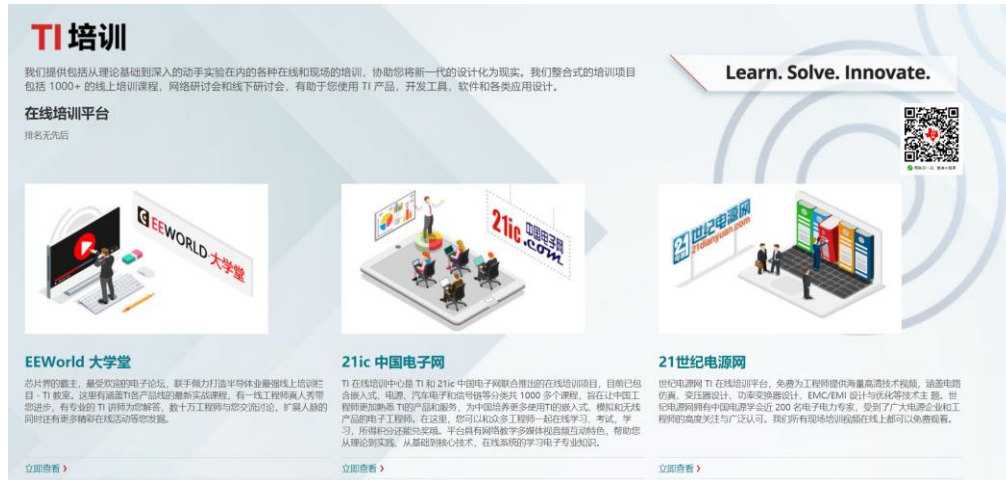 TI 培训
我们提供包括从理论基础到深入的动手实验在内的各种在线和现场的培训，协助您将新一代的设计化为现实。我们整合式的培训项目
包括 1000+ 的线上培训课程，网络研讨会和线下研讨会，有助于您使用 TI 产品，开发工具，软件和各类应用设计。
Learn. Solve. Innovate.
在线培训平台
排名无先后
EEWORLD 大学堂
21ic 中国电子网
.com
21世纪电源网
21dianyuan.com
EEWorld 大学堂
芯片界的霸主，最受欢迎的电子论坛，联手倾力打造半导体业最强线上培训栏
目 - TI 教室。这里有涵盖TI各产品线的最新实战课程，有一线工程师真人秀带
您进步，有专业的 TI 讲师为您解答，数十万工程师与您交流讨论，扩展人脉的
同时还有更多精彩在线活动等您发掘。
立即查看
21ic 中国电子网
TI 在线培训中心是 TI 和 21ic 中国电子网联合推出的在线培训项目，目前已包
含嵌入式、电源、汽车电子和信号链等分类共 1000 多个课程，旨在让中国工
程师更加熟悉 TI的产品和服务，为中国培养更多使用TI的嵌入式、模拟和无线
产品的电子工程师。在这里，您可以和众多工程师一起在线学习、考试，学
习，所得积分还能兑奖哦。平台具有网络教学多媒体视音频互动特色，帮助您
从理论到实践，从基础到核心技术，在线系统的学习电子专业知识。
立即查看
21世纪电源网
世纪电源网 TI 在线培训平台，免费为工程师提供海量高清技术视频，涵盖电路
仿真、变压器设计、功率变换器设计、EMC/EMI 设计与优化等技术主 题。世
纪电源网拥有中国电源学会近 200 名电子电力专家，受到了广大电源企业和工
程师的高度关注与广泛认可。我们所有现场培训视频在线上都可以免费观看。
立即查看